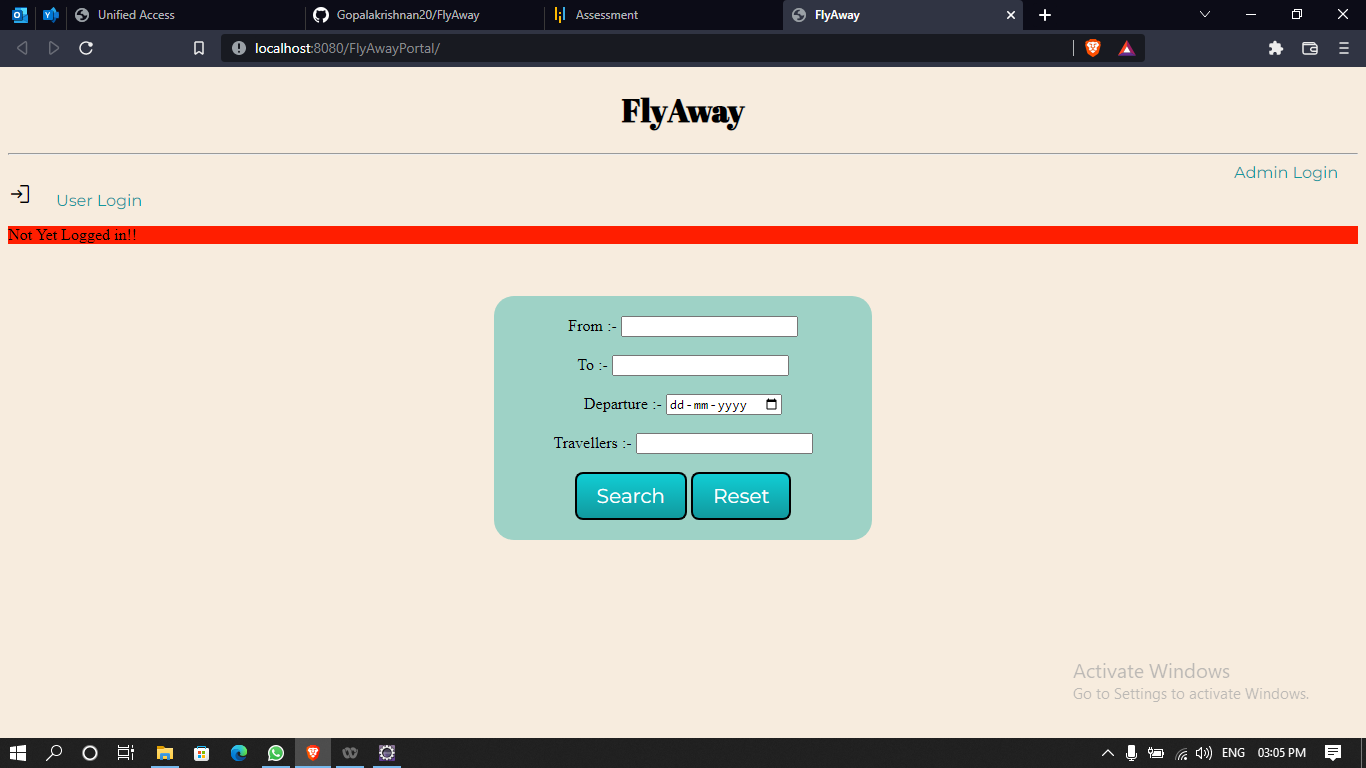 Unified Access
Gopalakrishnan20/FlyAway
Assessment
FlyAway
localhost:8080/FlyAwayPortal/
FlyAway
Admin Login
User Login
Not Yet Logged in!!
From :-
To :-
Departure :- dd-mm-yyyy
Travellers :-
Search Reset
Activate Windows
Go to Settings to activate Windows.
ENG 03:05 PM